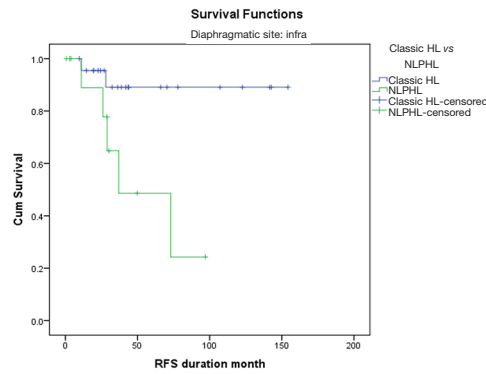 Survival Functions
Diaphragmatic site: infra
Classic HL vs
NLPHL
Classic HL
NLPHL
Classic HL-censored
NLPHL-censored
Cum Survival
1.0
0.8
0.6
0.4
0.2
0.0
0 50 100 150 200
RFS duration month